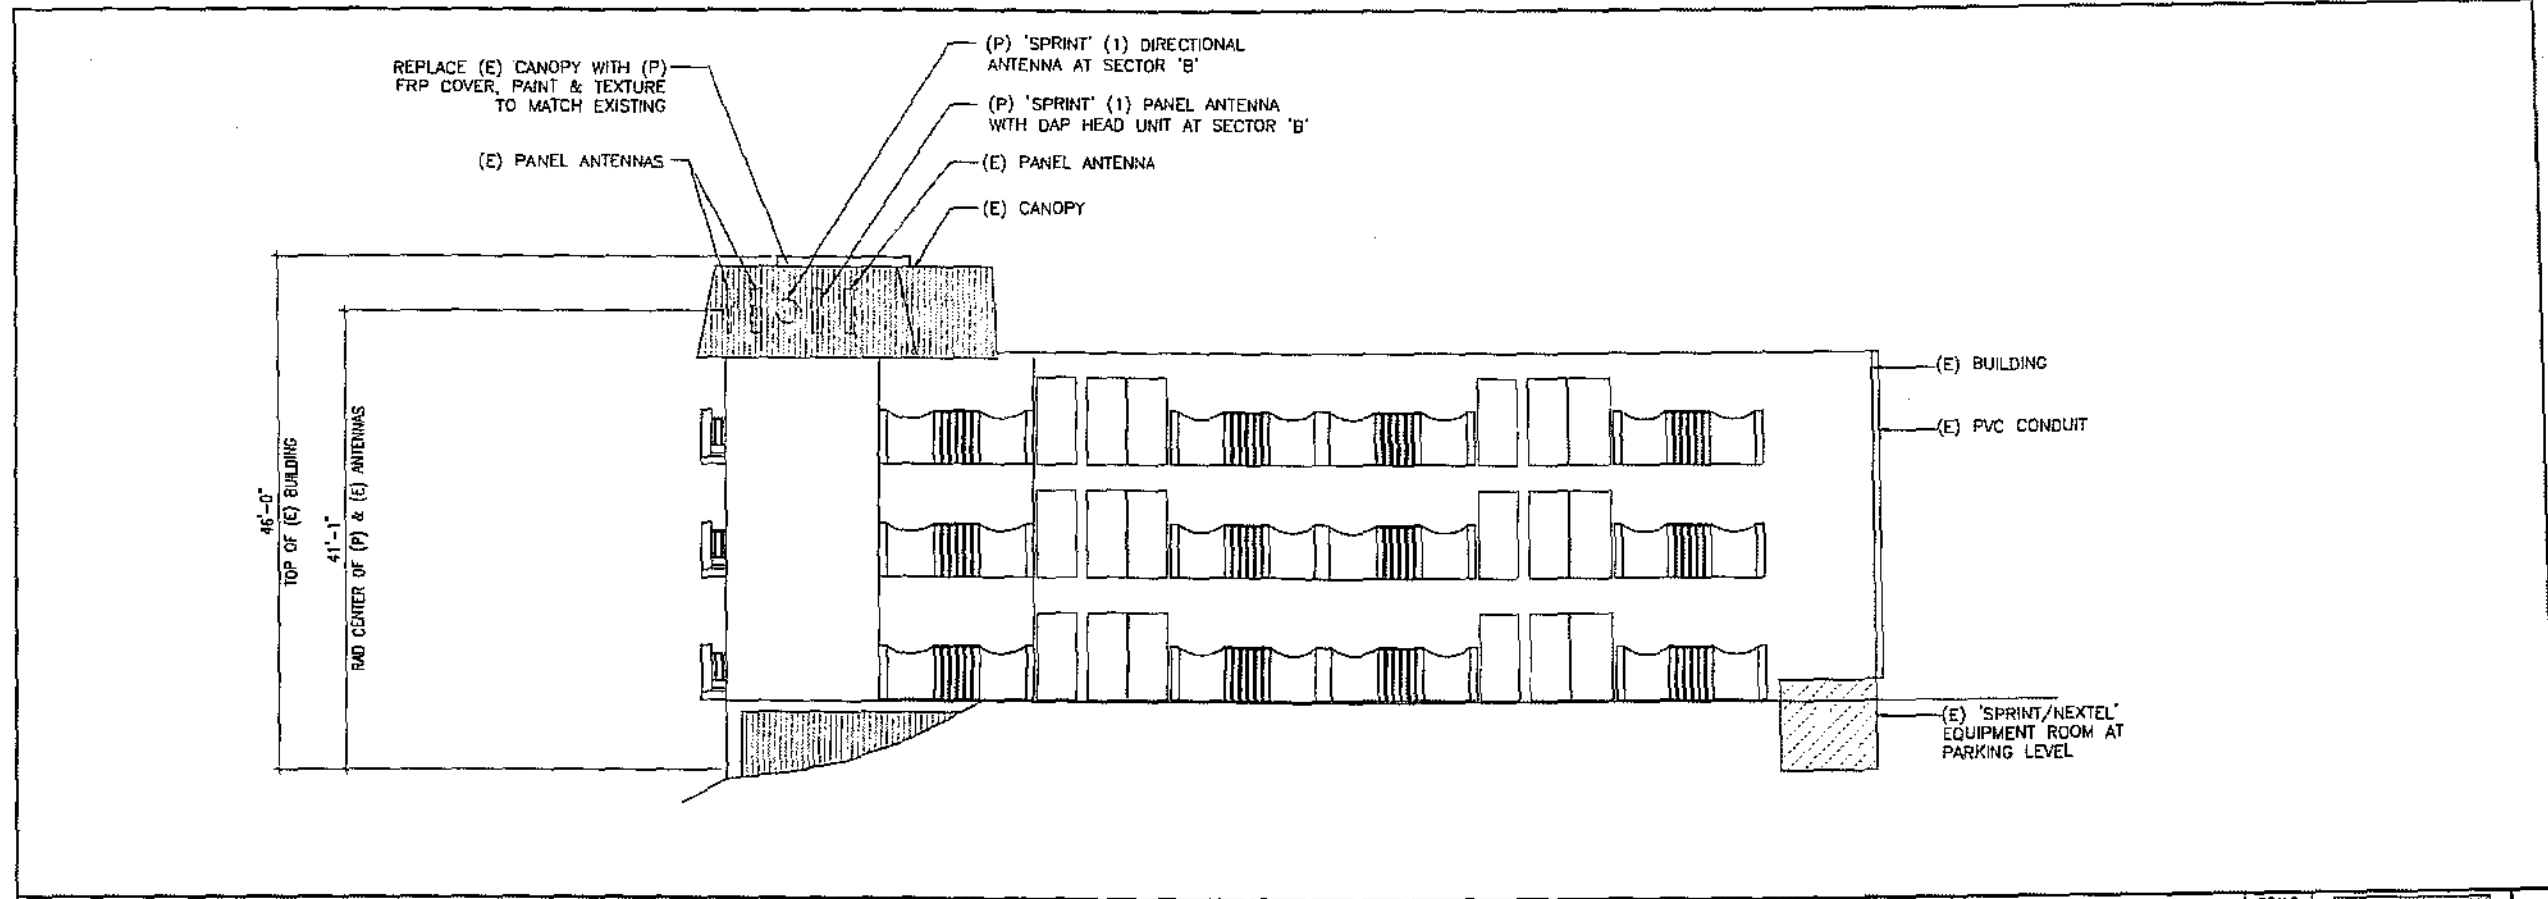 REPLACE (E) CANOPY WITH (P)
FRP COVER, PAINT & TEXTURE
TO MATCH EXISTING
(E) PANEL ANTENNAS
(P) 'SPRINT' (1) DIRECTIONAL
ANTENNA AT SECTOR 'B'
(P) 'SPRINT' (1) PANEL ANTENNA
WITH DAP HEAD UNIT AT SECTOR 'B'
(E) PANEL ANTENNA
(E) CANOPY
46'-0"
TOP OF (E) BUILDING
41'-1"
RAD CENTER OF (P) & (E) ANTENNAS
(E) BUILDING
(E) PVC CONDUIT
(E) 'SPRINT/NEXTEL'
EQUIPMENT ROOM AT
PARKING LEVEL